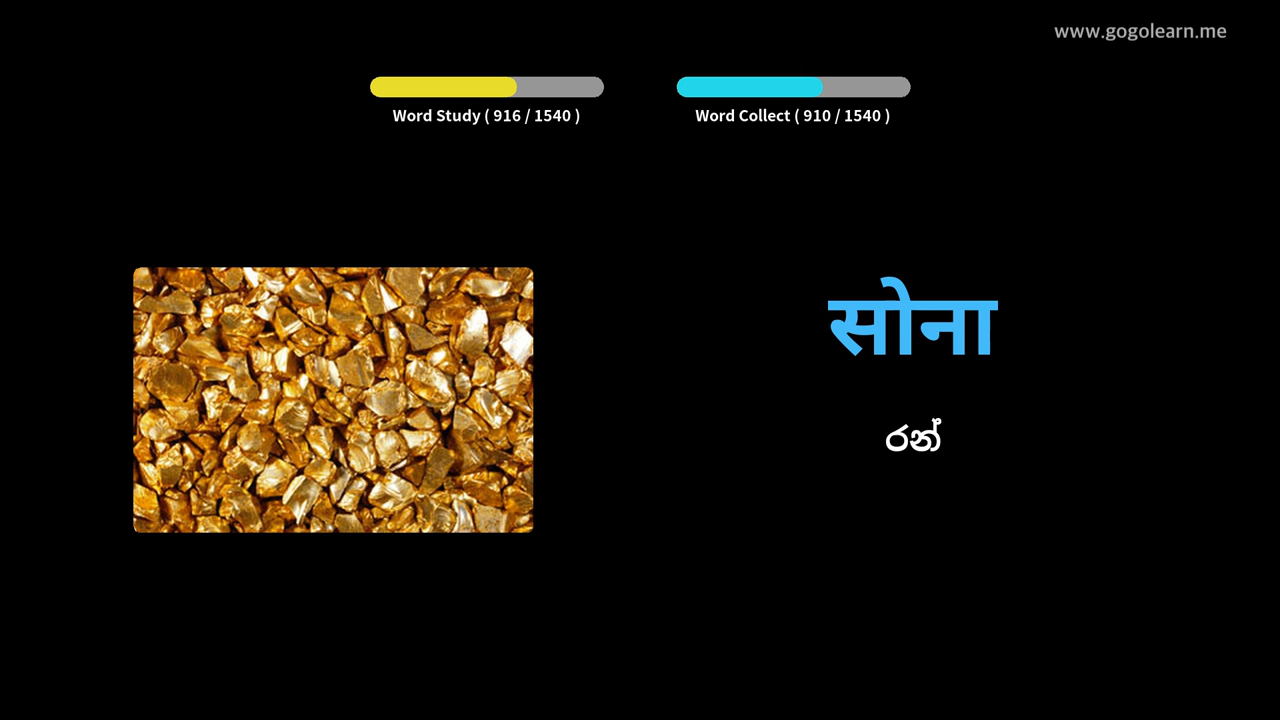 www.gogolearn.me
Word Study ( 916 / 1540 )
Word Collect ( 910 / 1540 )
सोना
රන්